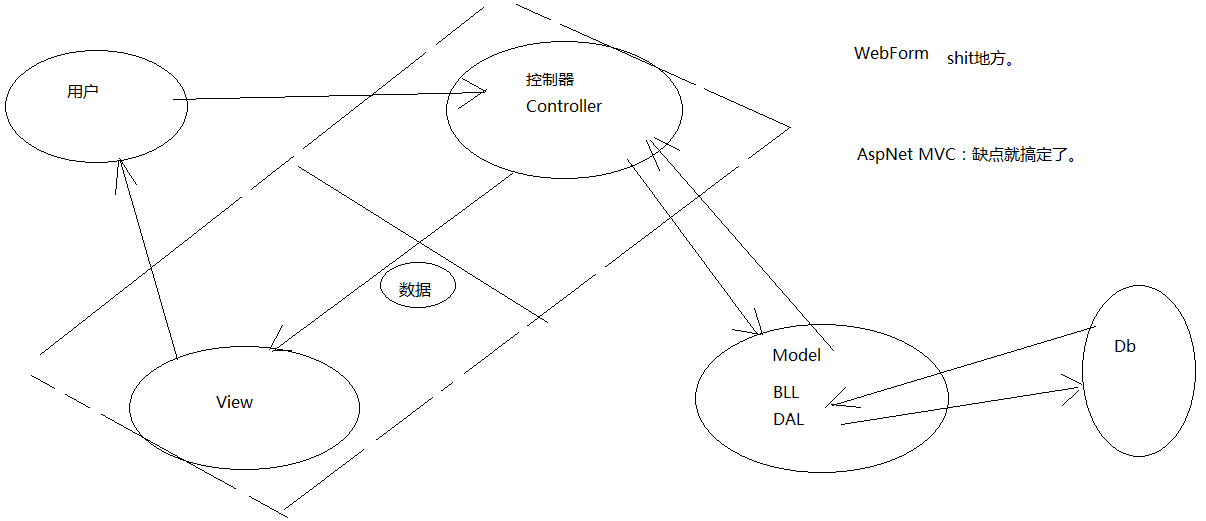 用户
控制器
Controller
WebForm shit地方。
AspNet MVC：缺点就搞定了。
数据
View
Model
BLL
DAL
Db